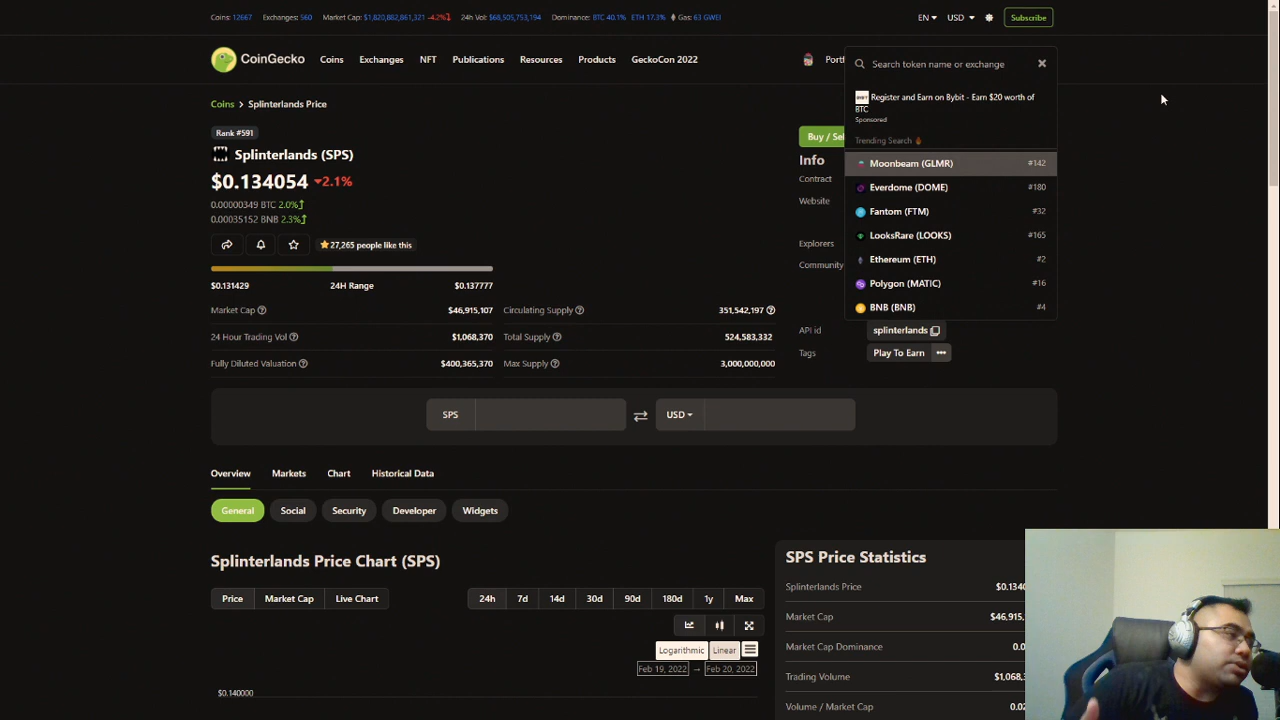 Coins: 12667 Exchanges: 560 Market Cap: $1,820,882,861,321 -4.2% 24h Vol: $68,505,753,194 Dominance: BTC 40.1% ETH 17.3% Gas: 63 GWEI
EN USD Subscribe
CoinGecko Coins Exchanges NFT Publications Resources Products GeckoCon 2022
Search token name or exchange
Register and Earn on Bybit - Earn $20 worth of
BTC
Sponsored
Trending Search
Moonbeam (GLMR) #142
Everdome (DOME) #180
Fantom (FTM) #32
LooksRare (LOOKS) #165
Ethereum (ETH) #2
Polygon (MATIC) #16
BNB (BNB) #4
Coins > Splinterlands Price
Rank #591
Splinterlands (SPS)
$0.134054 2.1%
0.00000349 BTC 2.0%
0.00035152 BNB 2.3%
27,265 people like this
$0.131429 24H Range $0.137777
Market Cap $46,915,107 Circulating Supply 351,542,197
24 Hour Trading Vol $1,068,370 Total Supply 524,583,332
Fully Diluted Valuation $400,365,370 Max Supply 3,000,000,000
Info
Contract
Website
Explorers
Community
API id splinterlands
Tags Play To Earn
SPS USD
Overview Markets Chart Historical Data
General Social Security Developer Widgets
Splinterlands Price Chart (SPS)
Price Market Cap Live Chart 24h 7d 14d 30d 90d 180d 1y Max
Logarithmic Linear
Feb 19, 2022 → Feb 20, 2022
$0.140000
SPS Price Statistics
Splinterlands Price
Market Cap
Market Cap Dominance
Trading Volume
Volume / Market Cap